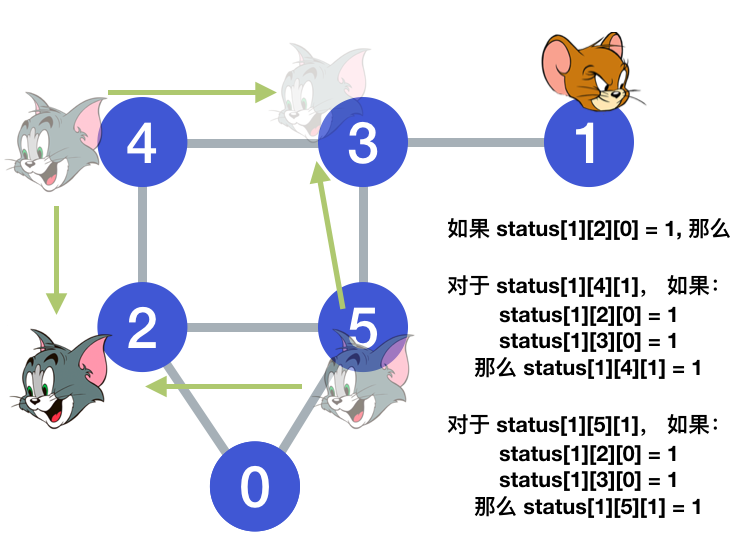 4
3
1
如果 status[1][2][0] = 1, 那么
对于 status[1][4][1], 如果：
2
5
status[1][2][0] = 1
status[1][3][0] = 1
那么 status[1][4][1] = 1
对于 status[1][5][1], 如果：
status[1][2][0] = 1
status[1][3][0] = 1
0
那么 status[1][5][1] = 1